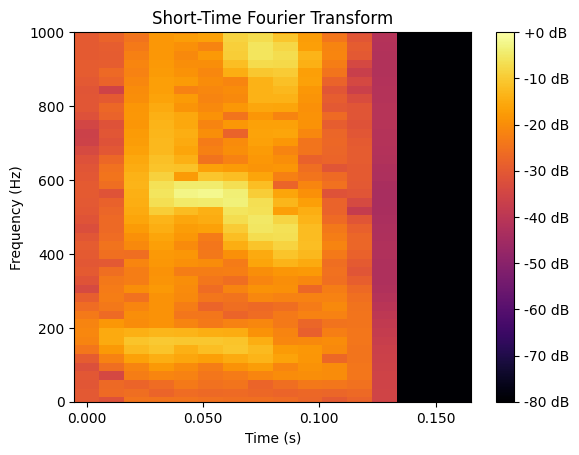 Short-Time Fourier Transform
Frequency (Hz)
1000
800
600
400
200
0
0.000 0.050 0.100 0.150
Time (s)
+0 dB
-10 dB
-20 dB
-30 dB
-40 dB
-50 dB
-60 dB
-70 dB
-80 dB